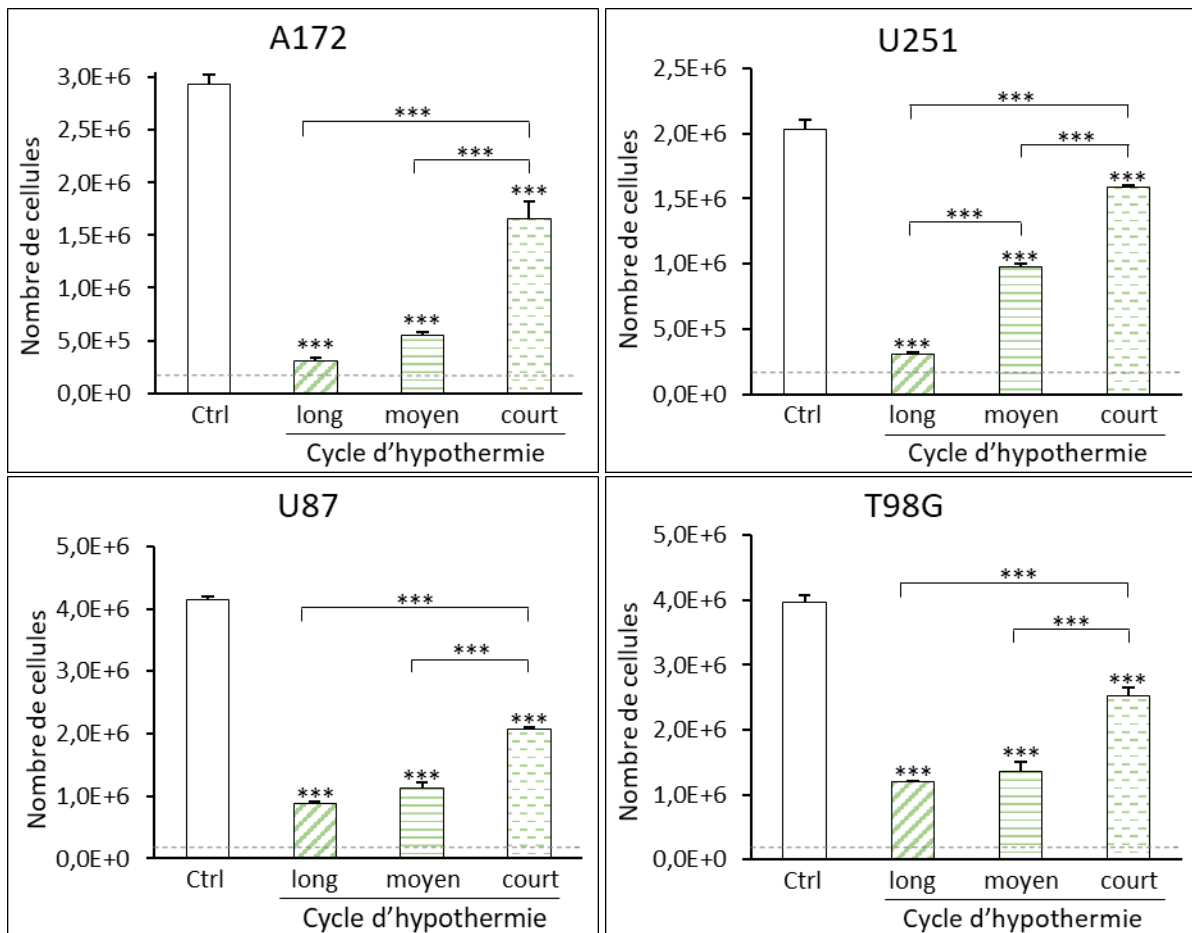 A172
Nombre de cellules
3,0E+6
2,5E+6
2,0E+6
1,5E+6
1,0E+6
5,0E+5
0,0E+0
***
***
***
***
***
Ctrl long moyen court
Cycle d’hypothermie
U251
Nombre de cellules
2,5E+6
2,0E+6
1,5E+6
1,0E+6
5,0E+5
0,0E+0
***
***
***
***
***
***
Ctrl long moyen court
Cycle d’hypothermie
U87
Nombre de cellules
5,0E+6
4,0E+6
3,0E+6
2,0E+6
1,0E+6
0,0E+0
***
***
***
***
***
Ctrl long moyen court
Cycle d’hypothermie
T98G
Nombre de cellules
5,0E+6
4,0E+6
3,0E+6
2,0E+6
1,0E+6
0,0E+0
***
***
***
***
***
Ctrl long moyen court
Cycle d’hypothermie